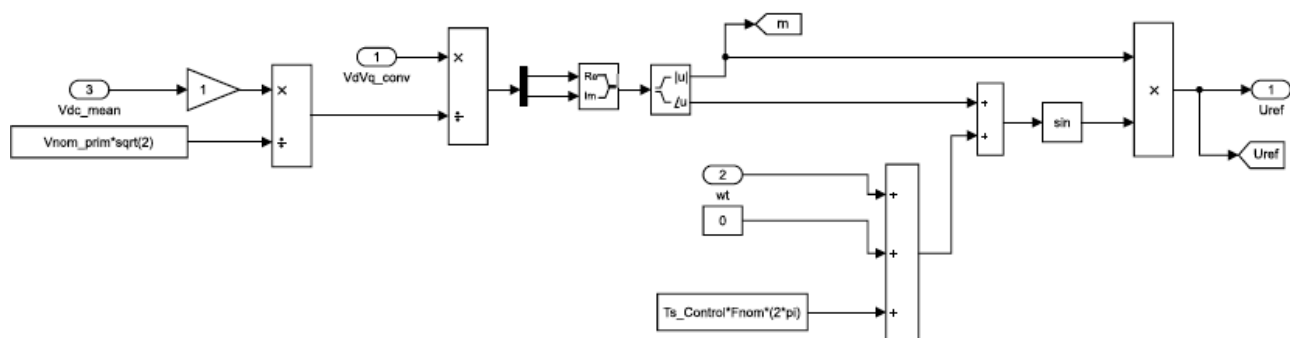 m
1
VdVq_conv
×
÷
Re
Im
|u|
∠u
3
Vdc_mean
1
×
÷
Vnom_prim*sqrt(2)
+
+
sin
×
1
Uref
Uref
2
wt
0
Ts_Control*Fnom*(2*pi)
+
+
+